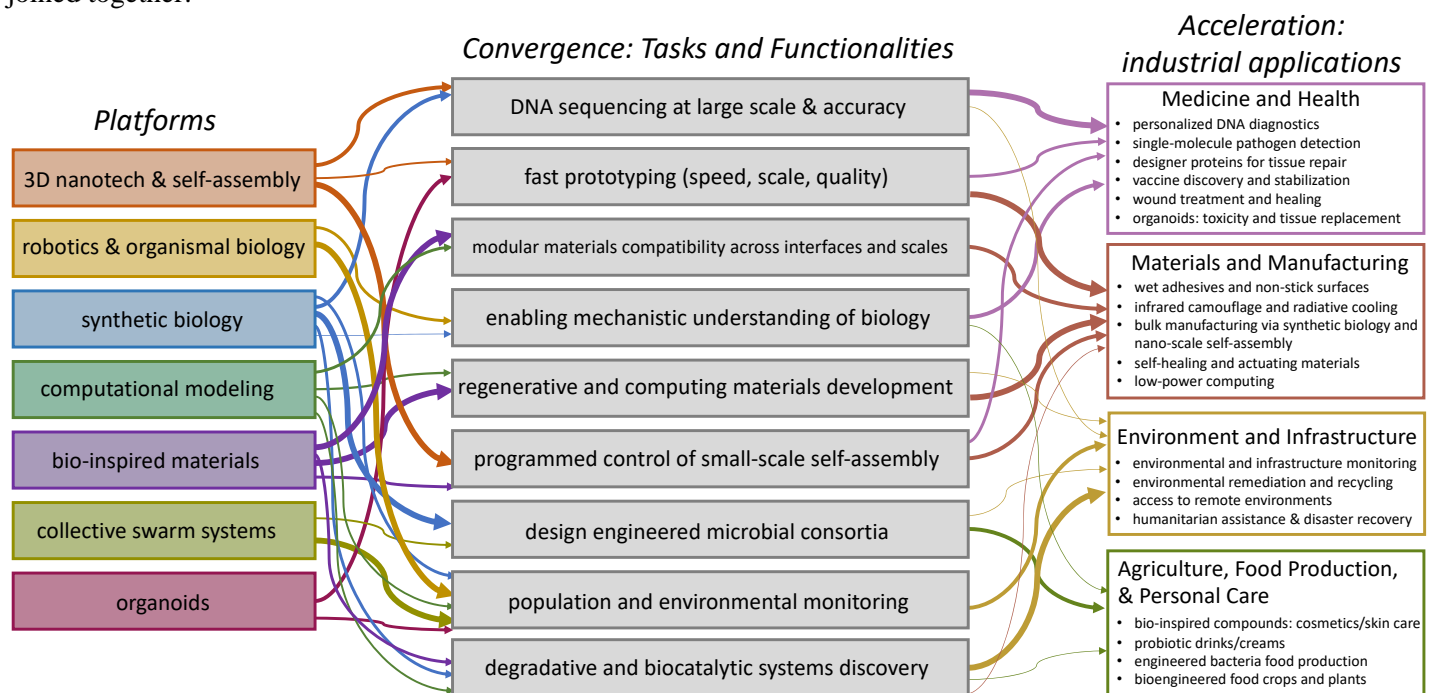 joined together.
Platforms
3D nanotech & self-assembly
robotics & organismal biology
synthetic biology
computational modeling
bio-inspired materials
collective swarm systems
organoids
Convergence: Tasks and Functionalities
DNA sequencing at large scale & accuracy
fast prototyping (speed, scale, quality)
modular materials compatibility across interfaces and scales
enabling mechanistic understanding of biology
regenerative and computing materials development
programmed control of small-scale self-assembly
design engineered microbial consortia
population and environmental monitoring
degradative and biocatalytic systems discovery
Acceleration:
industrial applications
Medicine and Health
• personalized DNA diagnostics
• single-molecule pathogen detection
• designer proteins for tissue repair
• vaccine discovery and stabilization
• wound treatment and healing
• organoids: toxicity and tissue replacement
Materials and Manufacturing
• wet adhesives and non-stick surfaces
• infrared camouflage and radiative cooling
• bulk manufacturing via synthetic biology and
nano-scale self-assembly
• self-healing and actuating materials
• low-power computing
Environment and Infrastructure
• environmental and infrastructure monitoring
• environmental remediation and recycling
• access to remote environments
• humanitarian assistance & disaster recovery
Agriculture, Food Production,
& Personal Care
• bio-inspired compounds: cosmetics/skin care
• probiotic drinks/creams
• engineered bacteria food production
• bioengineered food crops and plants